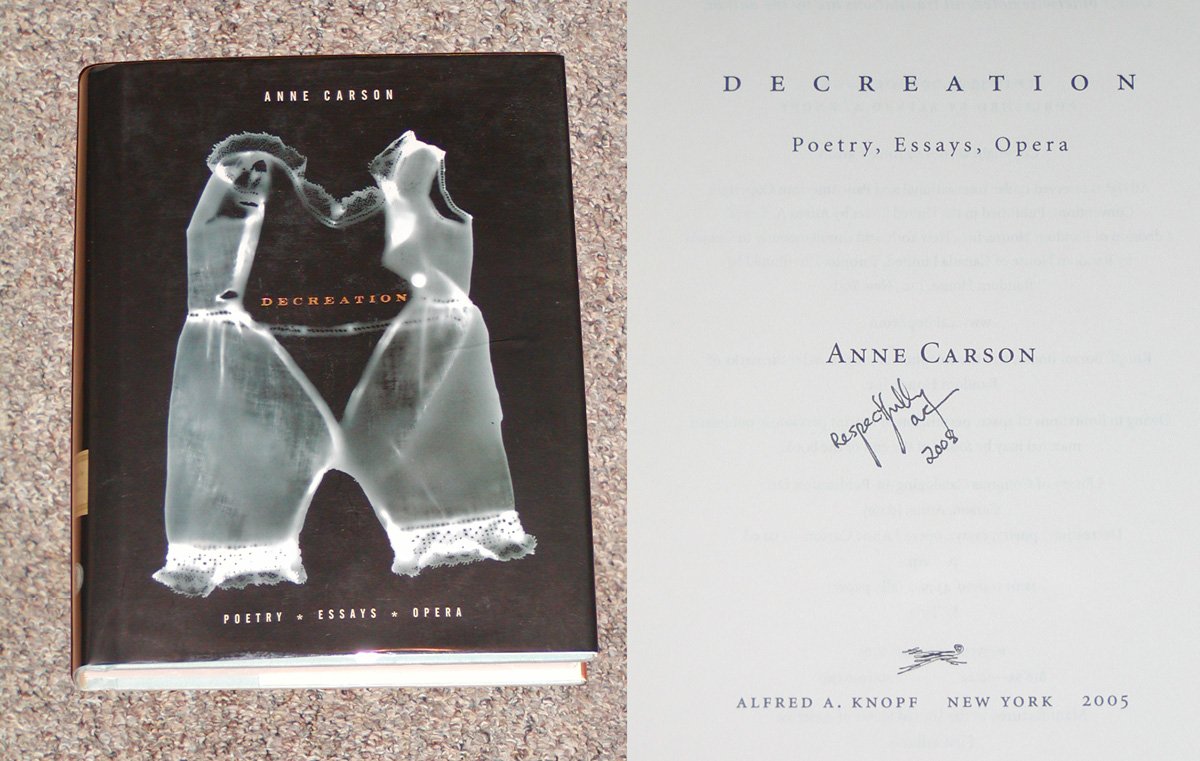 ANNE CARSON
DECREATION
POETRY * ESSAYS * OPERA
DECREATION
Poetry, Essays, Opera
ANNE CARSON
Respectfully
ac
2008
ALFRED A. KNOPF NEW YORK 2005